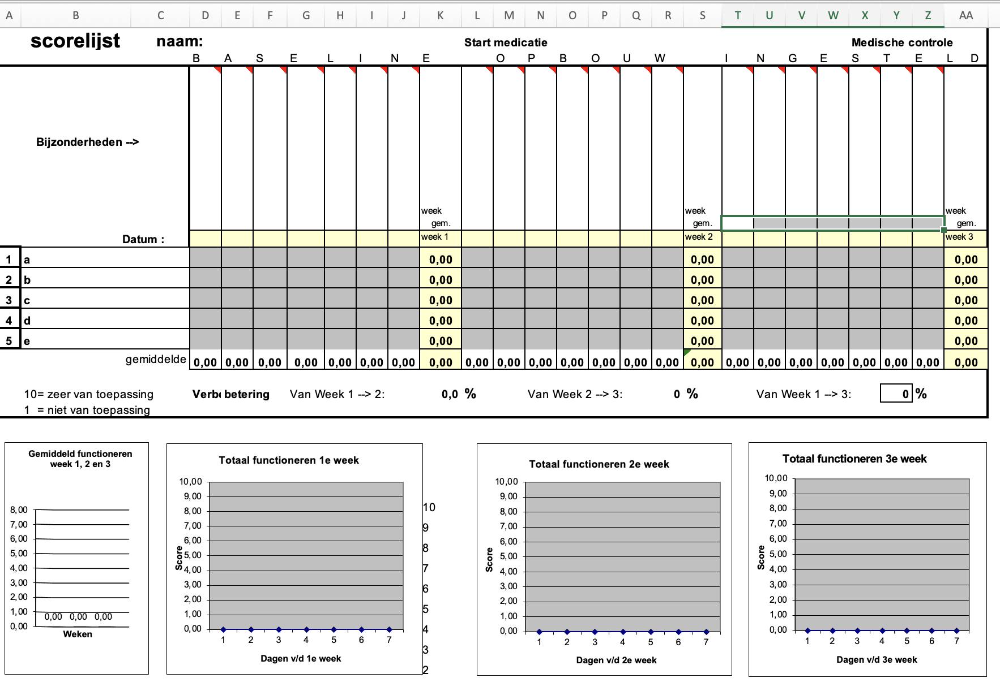 A B C D E F G H I J K L M N O P Q R S T U V W X Y Z AA
scorelijst naam: Start medicatie Medische controle
B A S E L I N E O P B O U W I N G E S T E L D
Bijzonderheden -->
week week week
gem. gem. gem.
Datum : week 1 week 2 week 3
1 a 0,00 0,00 0,00
2 b 0,00 0,00 0,00
3 c 0,00 0,00 0,00
4 d 0,00 0,00 0,00
5 e 0,00 0,00 0,00
gemiddelde 0,00 0,00 0,00 0,00 0,00 0,00 0,00 0,00 0,00 0,00 0,00 0,00 0,00 0,00 0,00 0,00 0,00 0,00 0,00 0,00 0,00 0,00 0,00 0,00
10= zeer van toepassing Verb betering Van Week 1 --> 2: 0,0 % Van Week 2 --> 3: 0 % Van Week 1 --> 3: 0 %
1 = niet van toepassing
Gemiddeld functioneren
week 1, 2 en 3
8,00
7,00
6,00
5,00
4,00
3,00
2,00
1,00
0,00 0,00 0,00
0,00
Weken
Totaal functioneren 1e week
10,00
9,00
8,00
7,00
6,00
5,00
4,00
3,00
2,00
1,00
0,00
Score
1 2 3 4 5 6 7
Dagen v/d 1e week
10
9
8
7
6
5
4
3
2
Totaal functioneren 2e week
10,00
9,00
8,00
7,00
6,00
5,00
4,00
3,00
2,00
1,00
0,00
Score
1 2 3 4 5 6 7
Dagen v/d 2e week
Totaal functioneren 3e week
10,00
9,00
8,00
7,00
6,00
5,00
4,00
3,00
2,00
1,00
0,00
Score
1 2 3 4 5 6 7
Dagen v/d 3e week